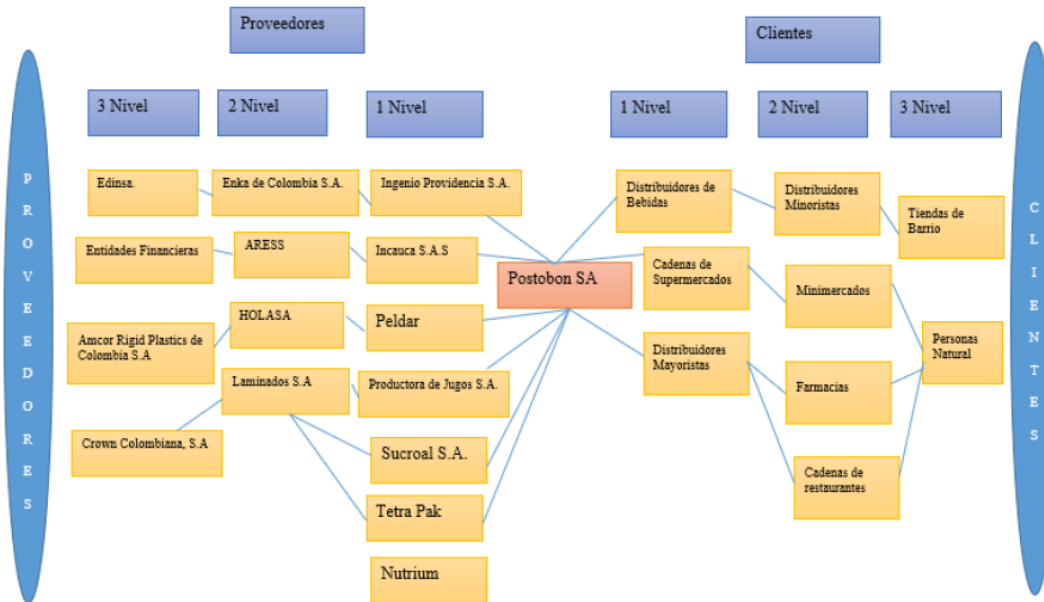 Proveedores
Clientes
3 Nivel
2 Nivel
1 Nivel
1 Nivel
2 Nivel
3 Nivel
PROVEEDORES
Edinsa.
Enka de Colombia S.A.
Ingenio Providencia S.A.
Distribuidores de
Bebidas
Distribuidores
Minoristas
Tiendas de
Barrio
Entidades Financieras
ARESS
Incauca S.A.S
Postobon SA
Cadenas de
Supermercados
Minimercados
Amcor Rigid Plastics de
Colombia S.A
HOLASA
Peldar
Distribuidores
Mayoristas
Personas
Natural
Laminados S.A
Productora de Jugos S.A.
Farmacias
Crown Colombiana, S.A
Sucroal S.A.
Cadenas de
restaurantes
Tetra Pak
Nutrium
CLIENTES